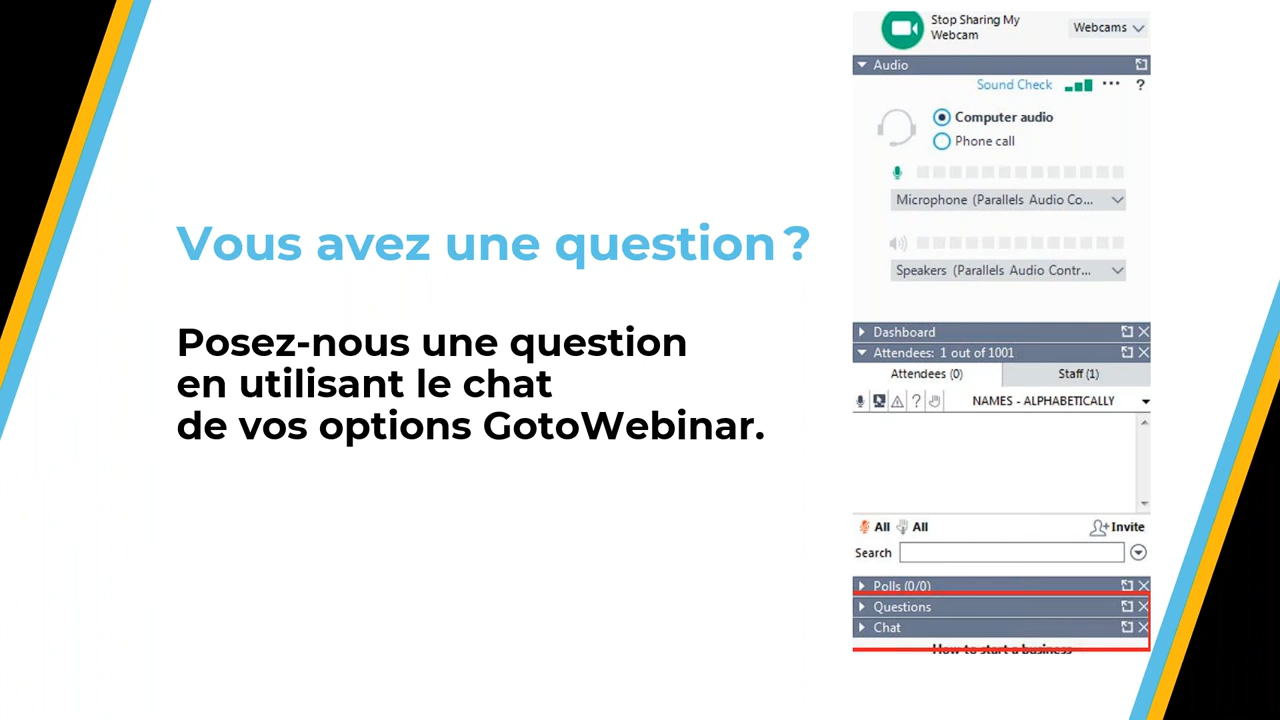 Vous avez une question ?
Posez-nous une question
en utilisant le chat
de vos options GotoWebinar.
Stop Sharing My
Webcam
Webcams
Audio
Sound Check
?
Computer audio
Phone call
Microphone (Parallels Audio Co...
Speakers (Parallels Audio Contr...
Dashboard
Attendees: 1 out of 1001
Attendees (0)
Staff (1)
NAMES - ALPHABETICALLY
All
All
Invite
Search
Polls (0/0)
Questions
Chat
How to start a business